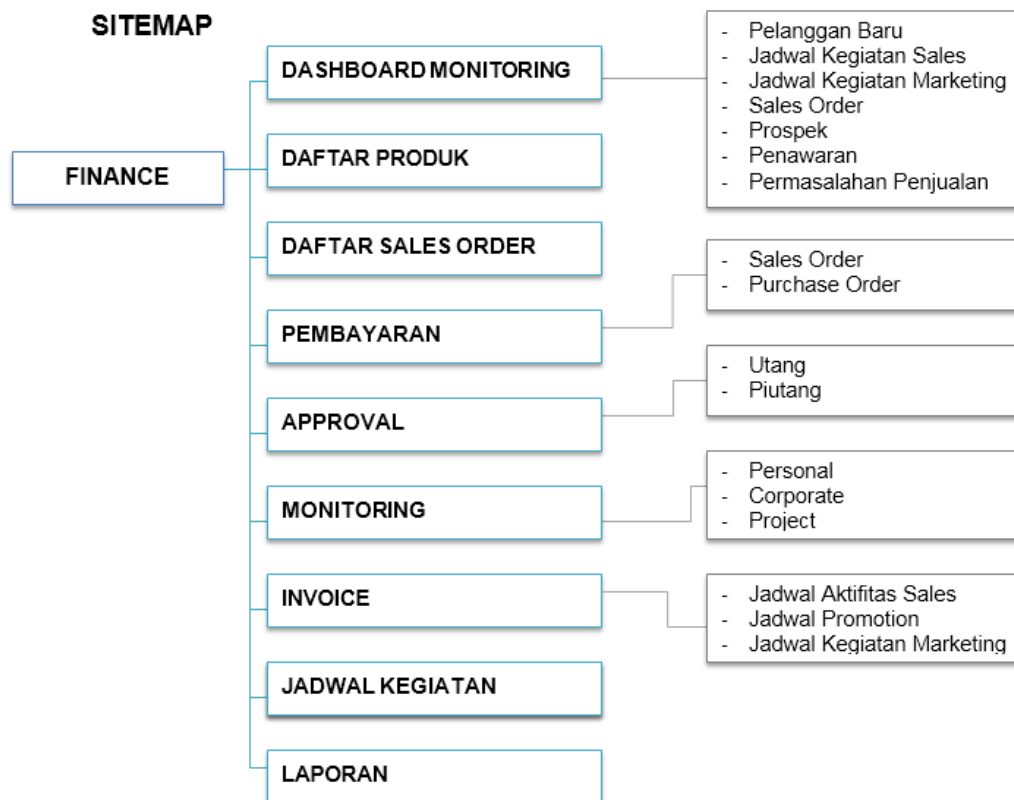 SITEMAP
FINANCE
DASHBOARD MONITORING
- Pelanggan Baru
- Jadwal Kegiatan Sales
- Jadwal Kegiatan Marketing
- Sales Order
- Prospek
- Penawaran
- Permasalahan Penjualan
DAFTAR PRODUK
DAFTAR SALES ORDER
PEMBAYARAN
- Sales Order
- Purchase Order
APPROVAL
- Utang
- Piutang
MONITORING
- Personal
- Corporate
- Project
INVOICE
- Jadwal Aktifitas Sales
- Jadwal Promotion
- Jadwal Kegiatan Marketing
JADWAL KEGIATAN
LAPORAN